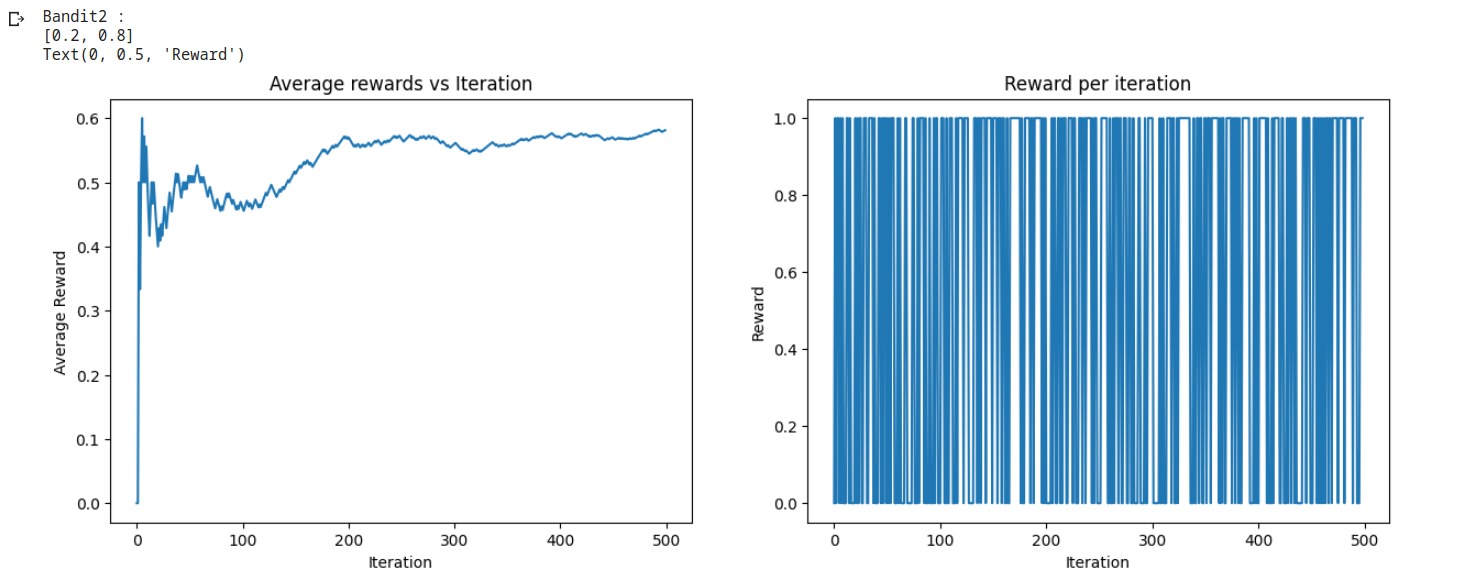 Bandit2 :
[0.2, 0.8]
Text(0, 0.5, 'Reward')
Average rewards vs Iteration
0.6
0.5
0.4
0.3
0.2
0.1
0.0
Average Reward
0 100 200 300 400 500
Iteration
Reward per iteration
1.0
0.8
0.6
0.4
0.2
0.0
Reward
0 100 200 300 400 500
Iteration